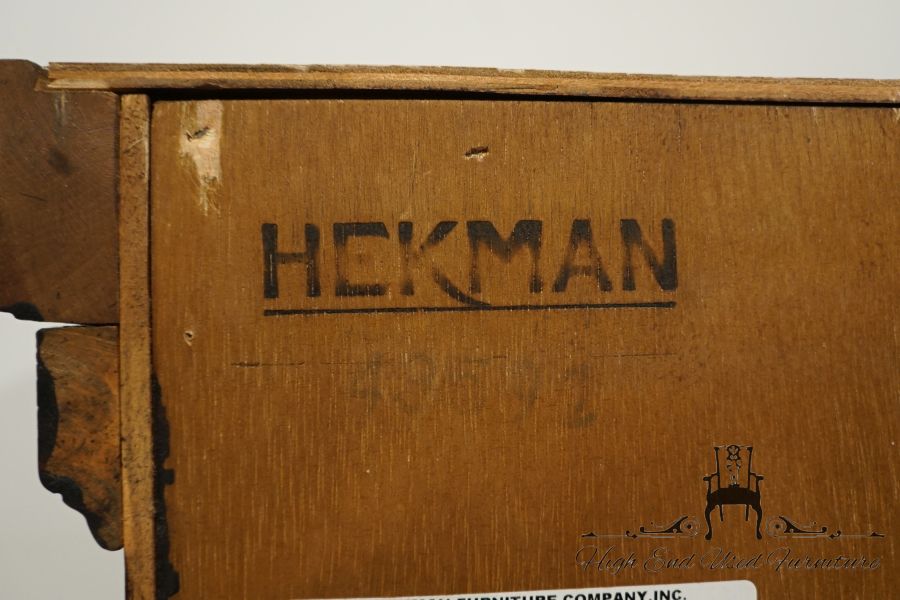 HEKMAN
High End Used Furniture
FURNITURE COMPANY, INC.